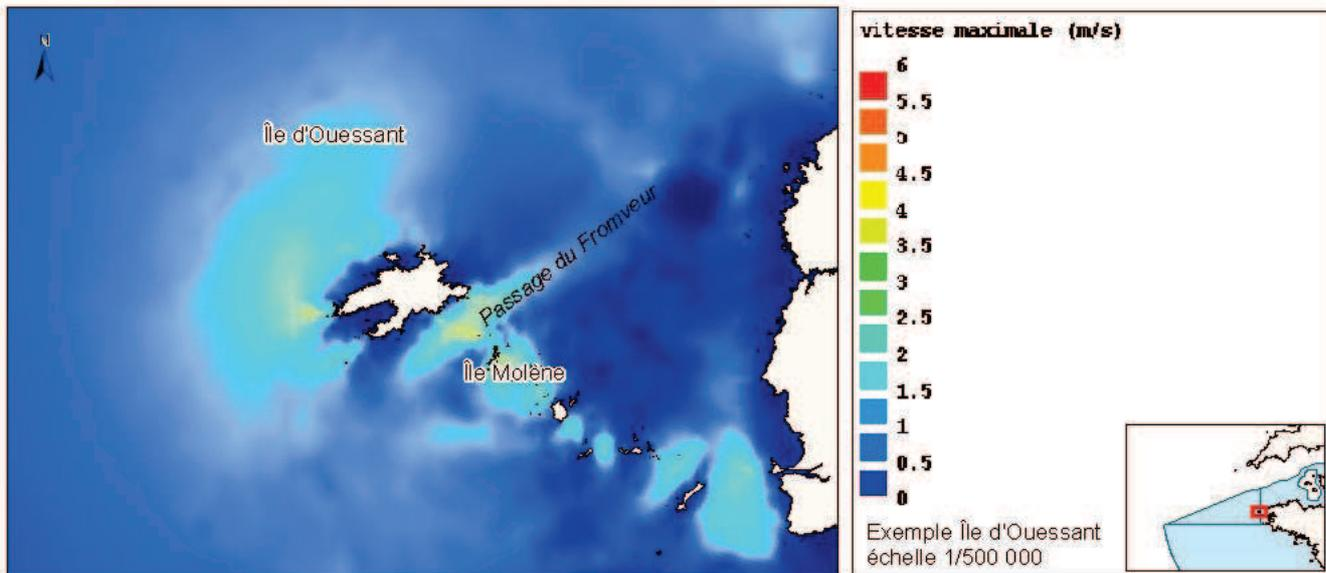 N
Île d'Ouessant
Passage du Fromveur
Île Molène
vitesse maximale (m/s)
6
5.5
5
4.5
4
3.5
3
2.5
2
1.5
1
0.5
0
Exemple Île d'Ouessant
échelle 1/500 000